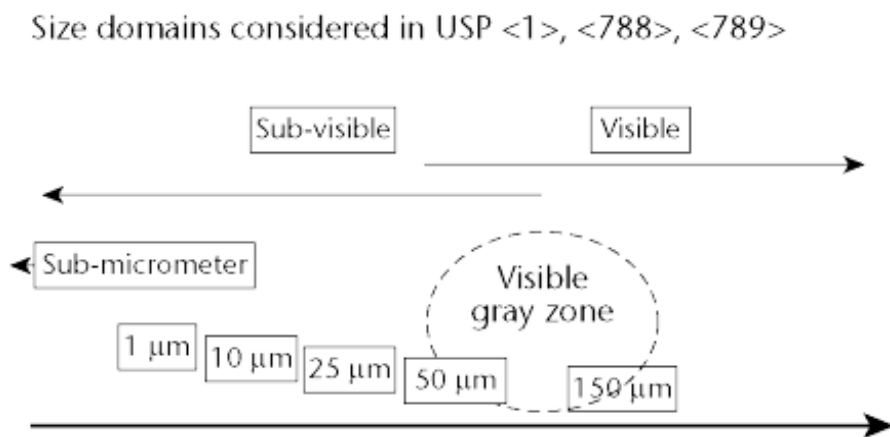 Size domains considered in USP <1>, <788>, <789>
Sub-visible
Visible
Sub-micrometer
Visible
gray zone
1 μm
10 μm
25 μm
50 μm
150 μm